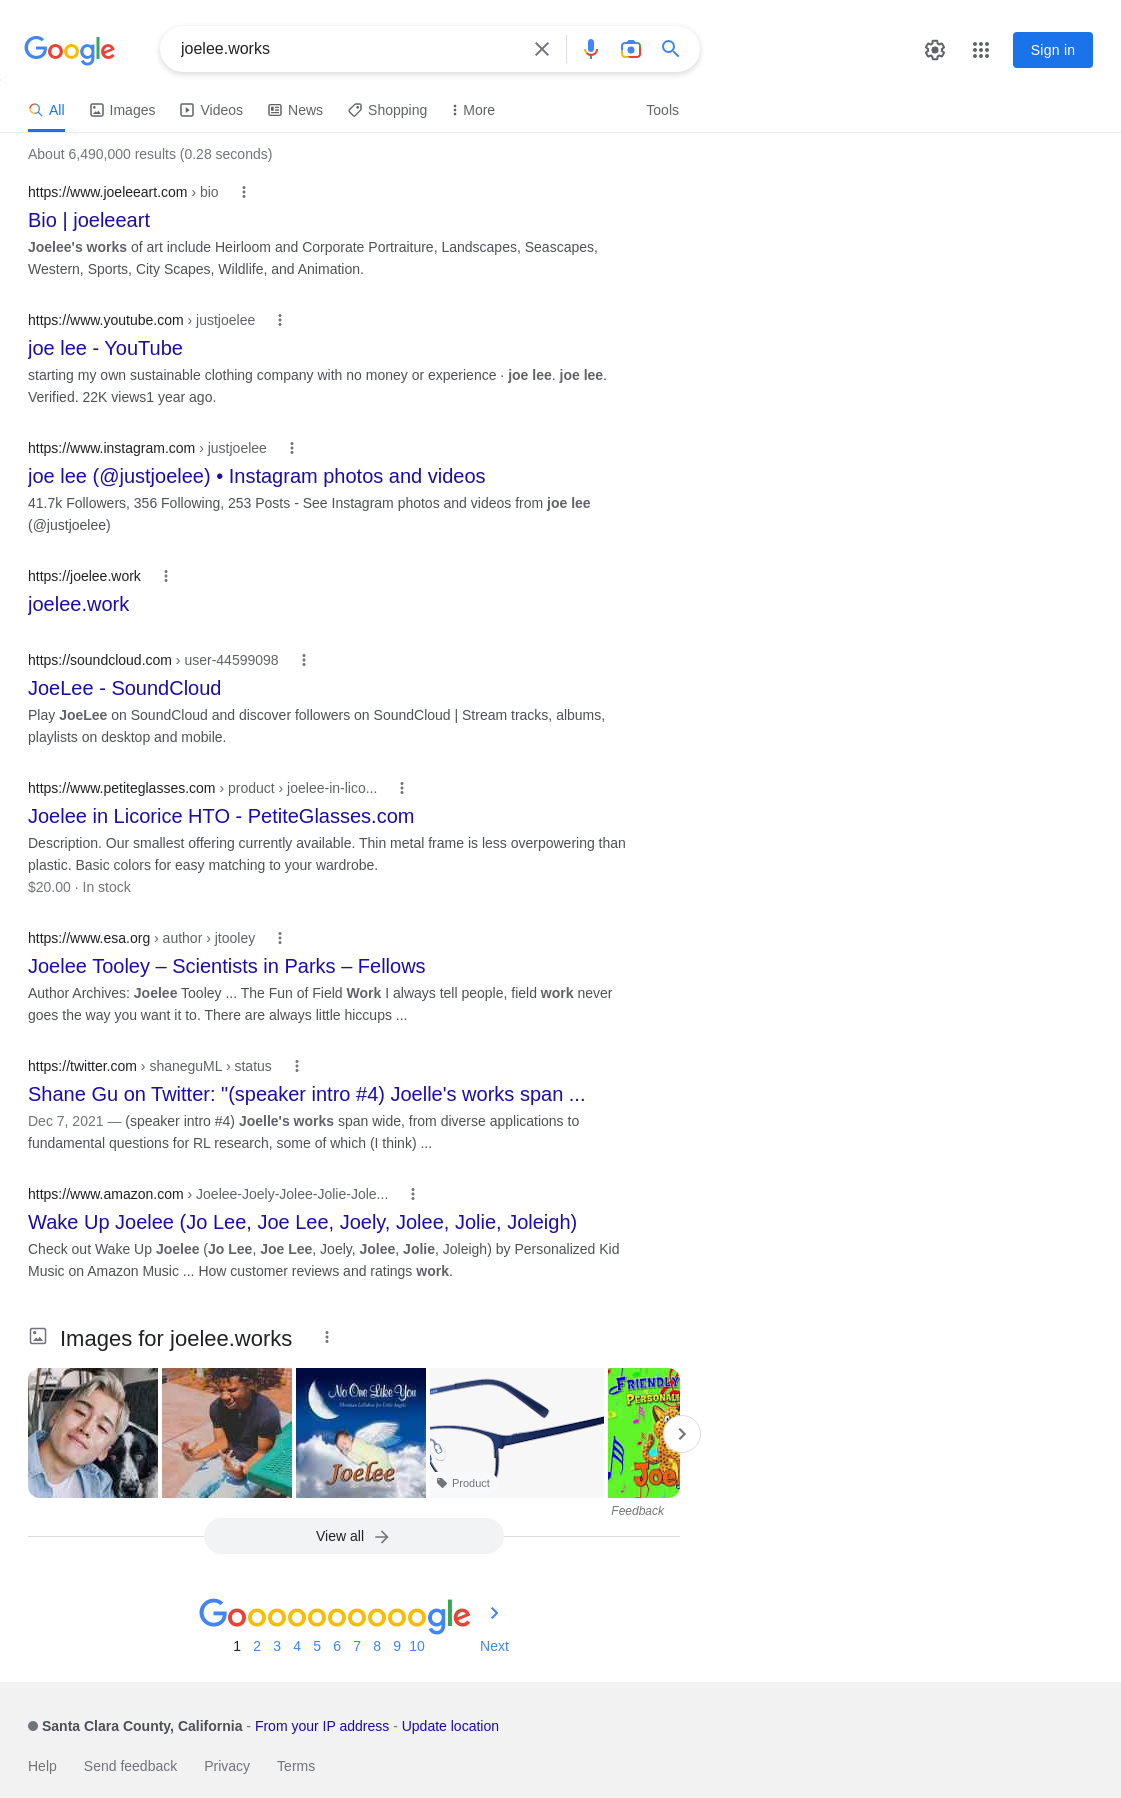 Google
joelee.works
Sign in
All
Images
Videos
News
Shopping
More
Tools
About 6,490,000 results (0.28 seconds)
https://www.joeleeart.com › bio
Bio | joeleeart
Joelee's works of art include Heirloom and Corporate Portraiture, Landscapes, Seascapes,
Western, Sports, City Scapes, Wildlife, and Animation.
https://www.youtube.com › justjoelee
joe lee - YouTube
starting my own sustainable clothing company with no money or experience · joe lee. joe lee.
Verified. 22K views1 year ago.
https://www.instagram.com › justjoelee
joe lee (@justjoelee) • Instagram photos and videos
41.7k Followers, 356 Following, 253 Posts - See Instagram photos and videos from joe lee
(@justjoelee)
https://joelee.work
joelee.work
https://soundcloud.com › user-44599098
JoeLee - SoundCloud
Play JoeLee on SoundCloud and discover followers on SoundCloud | Stream tracks, albums,
playlists on desktop and mobile.
https://www.petiteglasses.com › product › joelee-in-lico...
Joelee in Licorice HTO - PetiteGlasses.com
Description. Our smallest offering currently available. Thin metal frame is less overpowering than
plastic. Basic colors for easy matching to your wardrobe.
$20.00 · In stock
https://www.esa.org › author › jtooley
Joelee Tooley – Scientists in Parks – Fellows
Author Archives: Joelee Tooley ... The Fun of Field Work I always tell people, field work never
goes the way you want it to. There are always little hiccups ...
https://twitter.com › shaneguML › status
Shane Gu on Twitter: "(speaker intro #4) Joelle's works span ...
Dec 7, 2021 — (speaker intro #4) Joelle's works span wide, from diverse applications to
fundamental questions for RL research, some of which (I think) ...
https://www.amazon.com › Joelee-Joely-Jolee-Jolie-Jole...
Wake Up Joelee (Jo Lee, Joe Lee, Joely, Jolee, Jolie, Joleigh)
Check out Wake Up Joelee (Jo Lee, Joe Lee, Joely, Jolee, Jolie, Joleigh) by Personalized Kid
Music on Amazon Music ... How customer reviews and ratings work.
Images for joelee.works
No One Like You
Christian Lullabies for Little Angels
Joelee
Product
FRIENDLY
PERSONAL
Joel
Feedback
View all
Goooooooooogle
1 2 3 4 5 6 7 8 9 10 Next
Santa Clara County, California - From your IP address - Update location
Help Send feedback Privacy Terms